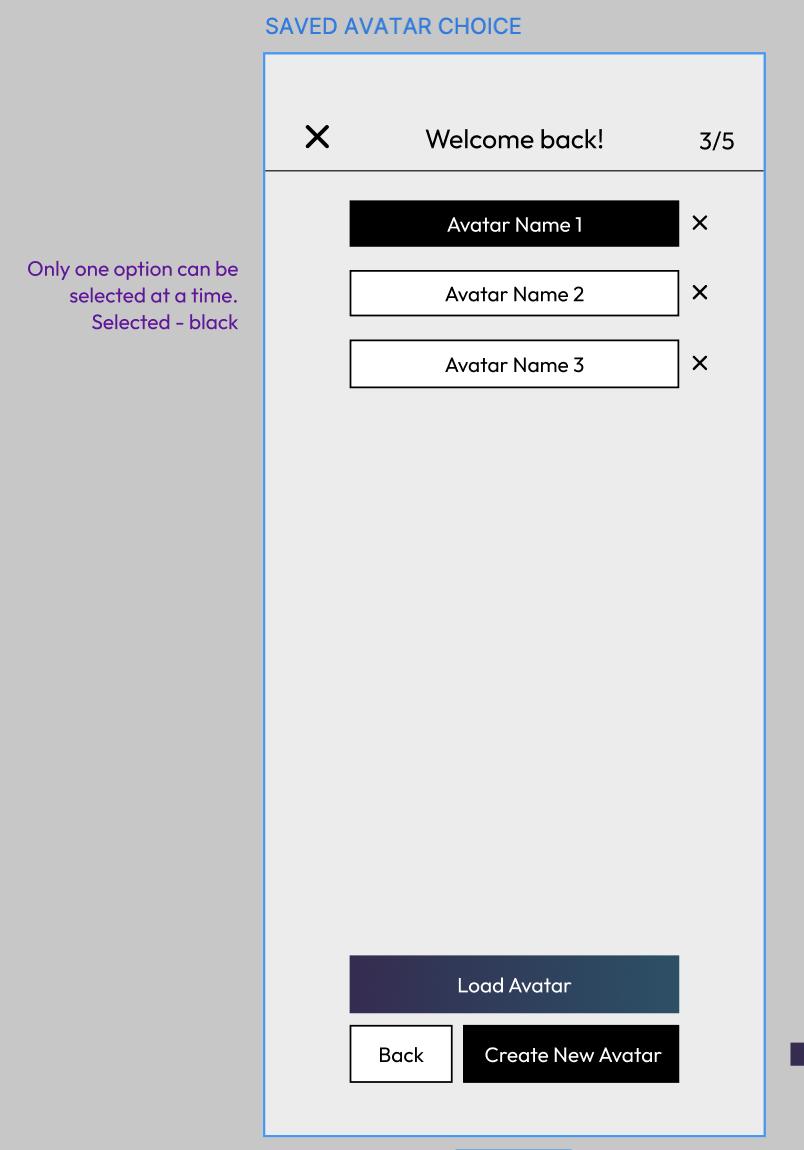 SAVED AVATAR CHOICE
Welcome back!
3/5
Avatar Name 1
Only one option can be
selected at a time.
Selected - black
Avatar Name 2
Avatar Name 3
Load Avatar
Back
Create New Avatar